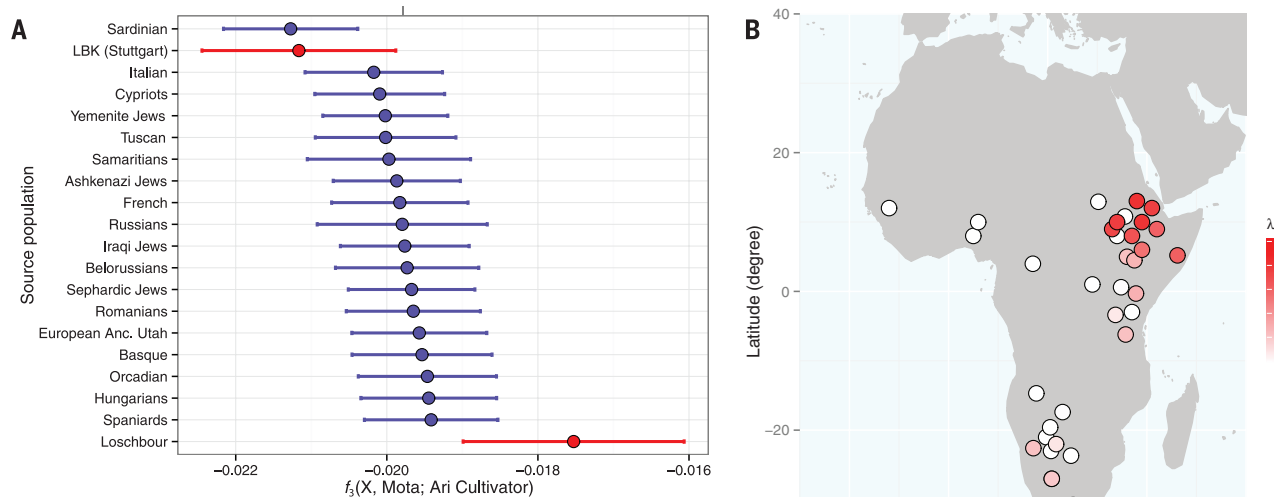 A
Sardinian
LBK (Stuttgart)
Italian
Cypriots
Yemenite Jews
Tuscan
Samaritians
Ashkenazi Jews
French
Russians
Iraqi Jews
Belorussians
Sephardic Jews
Romanians
European Anc. Utah
Basque
Orcadian
Hungarians
Spaniards
Loschbour
Source population
−0.022
−0.020
−0.018
−0.016
f3(X, Mota; Ari Cultivator)
B
40
20
0
−20
Latitude (degree)
λ